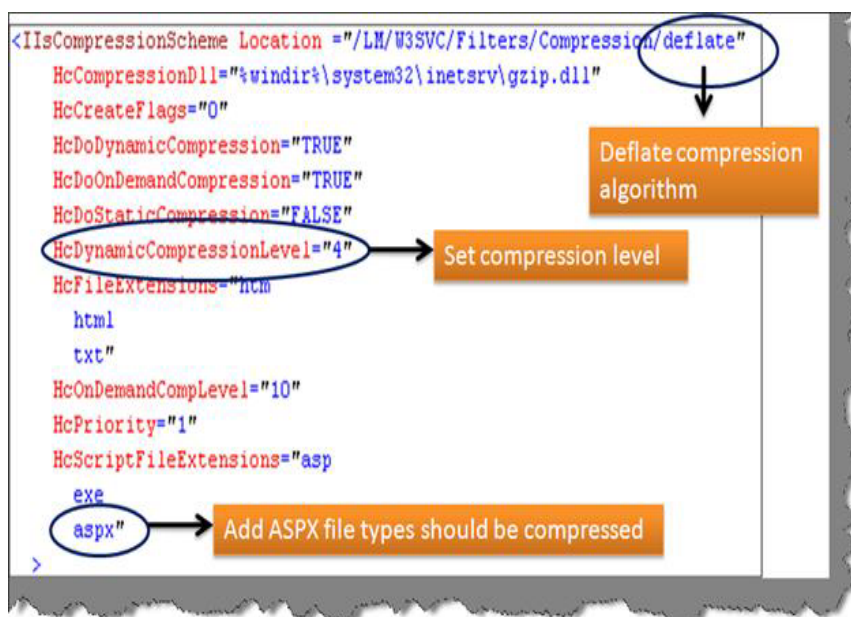 <IIsCompressionScheme Location ="/LM/W3SVC/Filters/Compression/deflate"
HcCompressionDll="%windir%\system32\inetsrv\gzip.dll"
HcCreateFlags="0"
HcDoDynamicCompression="TRUE"
HcDoOnDemandCompression="TRUE"
HcDoStaticCompression="FALSE"
HcDynamicCompressionLevel="4"
HcFileExtensions="htm
html
txt"
HcOnDemandCompLevel="10"
HcPriority="1"
HcScriptFileExtensions="asp
exe
aspx"
>
Deflate compression
algorithm
Set compression level
Add ASPX file types should be compressed